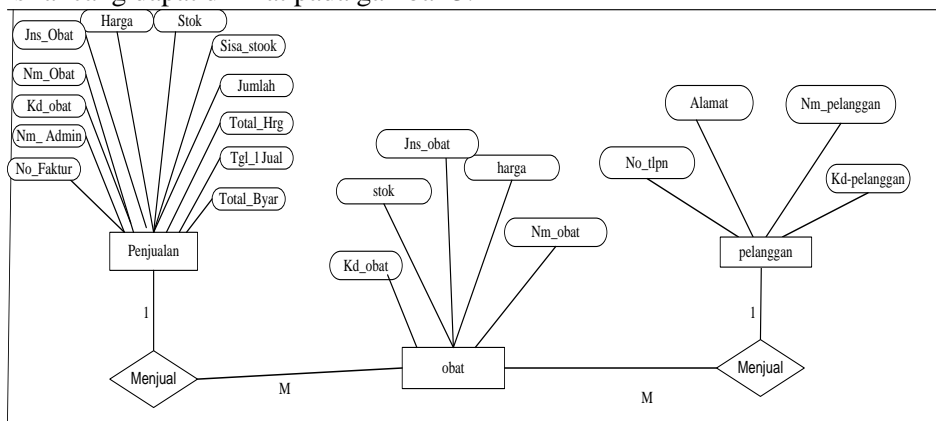 Harga
Stok
Jns_Obat
Sisa_stook
Nm_Obat
Jumlah
Kd_obat
Total_Hrg
Nm_ Admin
Tgl_l Jual
No_Faktur
Total_Byar
Penjualan
1
Menjual
M
Jns_obat
harga
stok
Nm_obat
Kd_obat
obat
Alamat
Nm_pelanggan
No_tlpn
Kd-pelanggan
pelanggan
1
Menjual
M